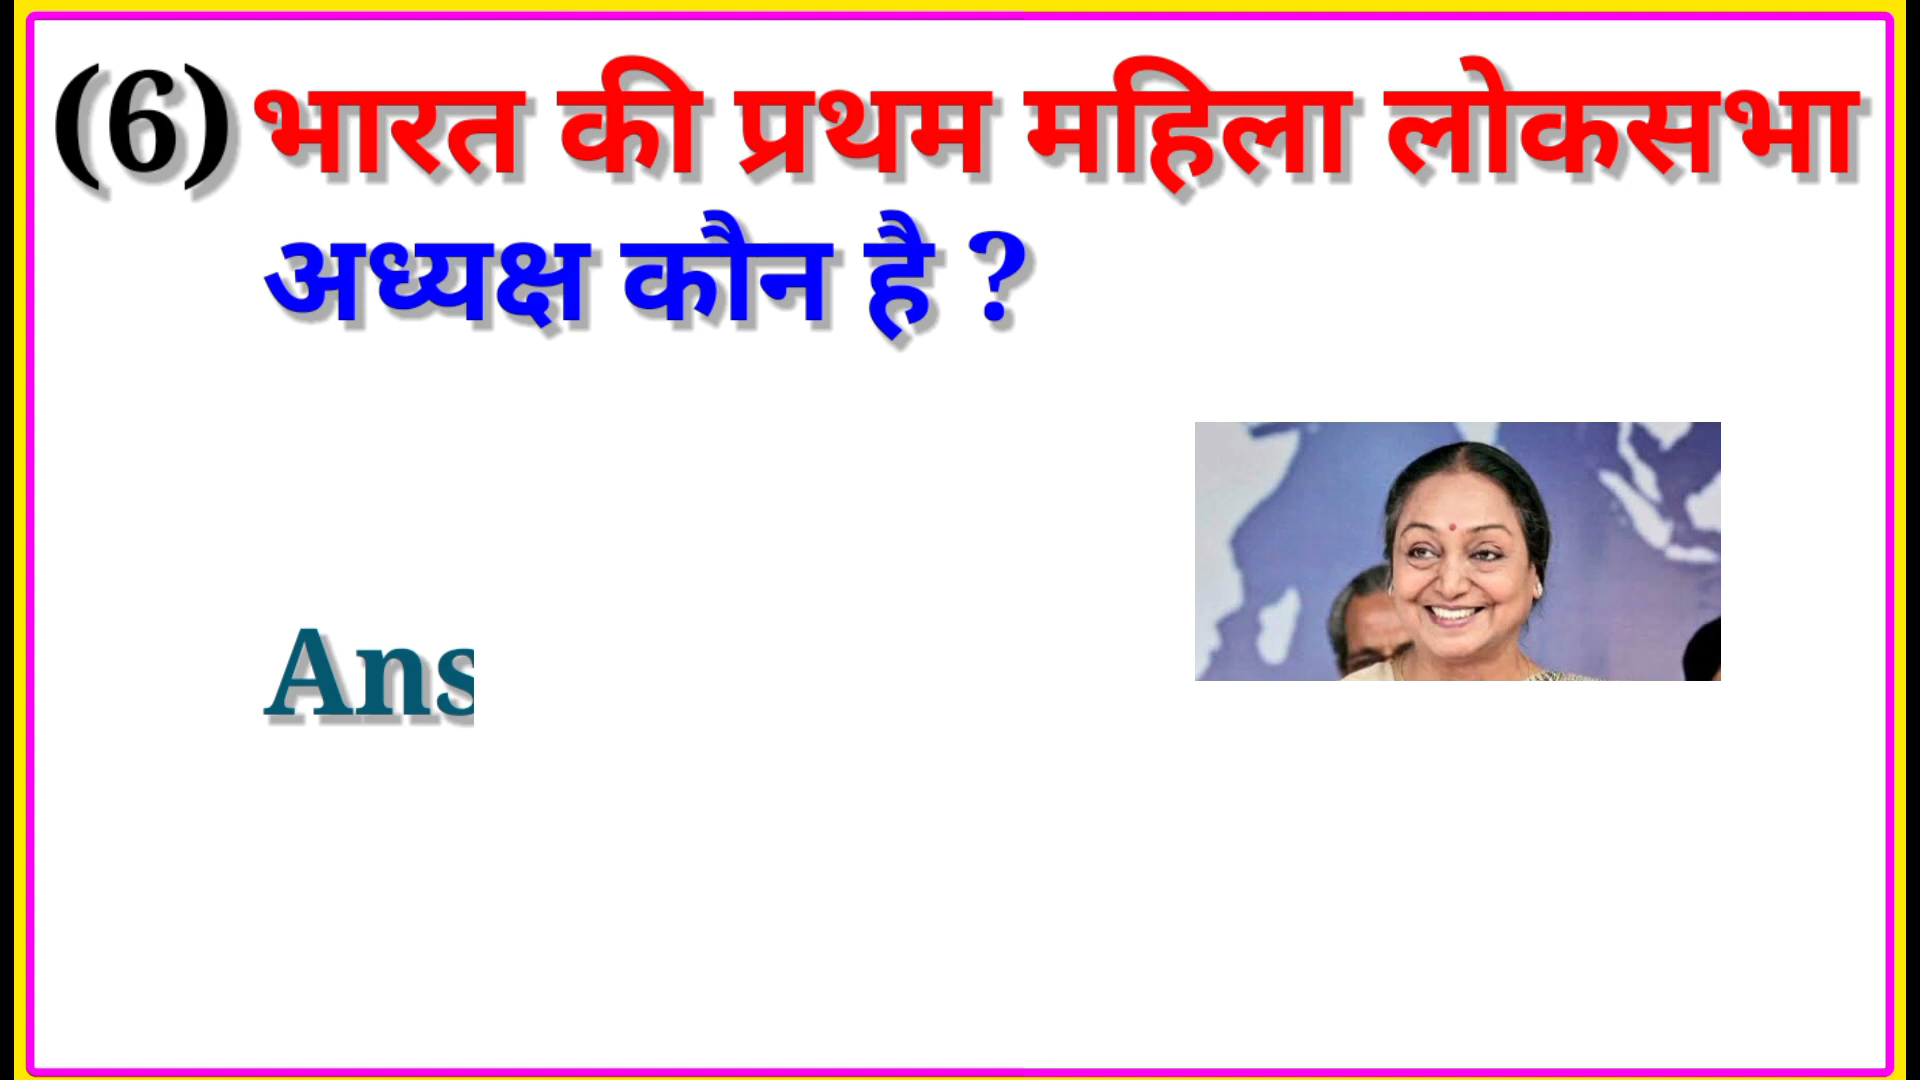 (6) भारत की प्रथम महिला लोकसभा
अध्यक्ष कौन है ?
Ans